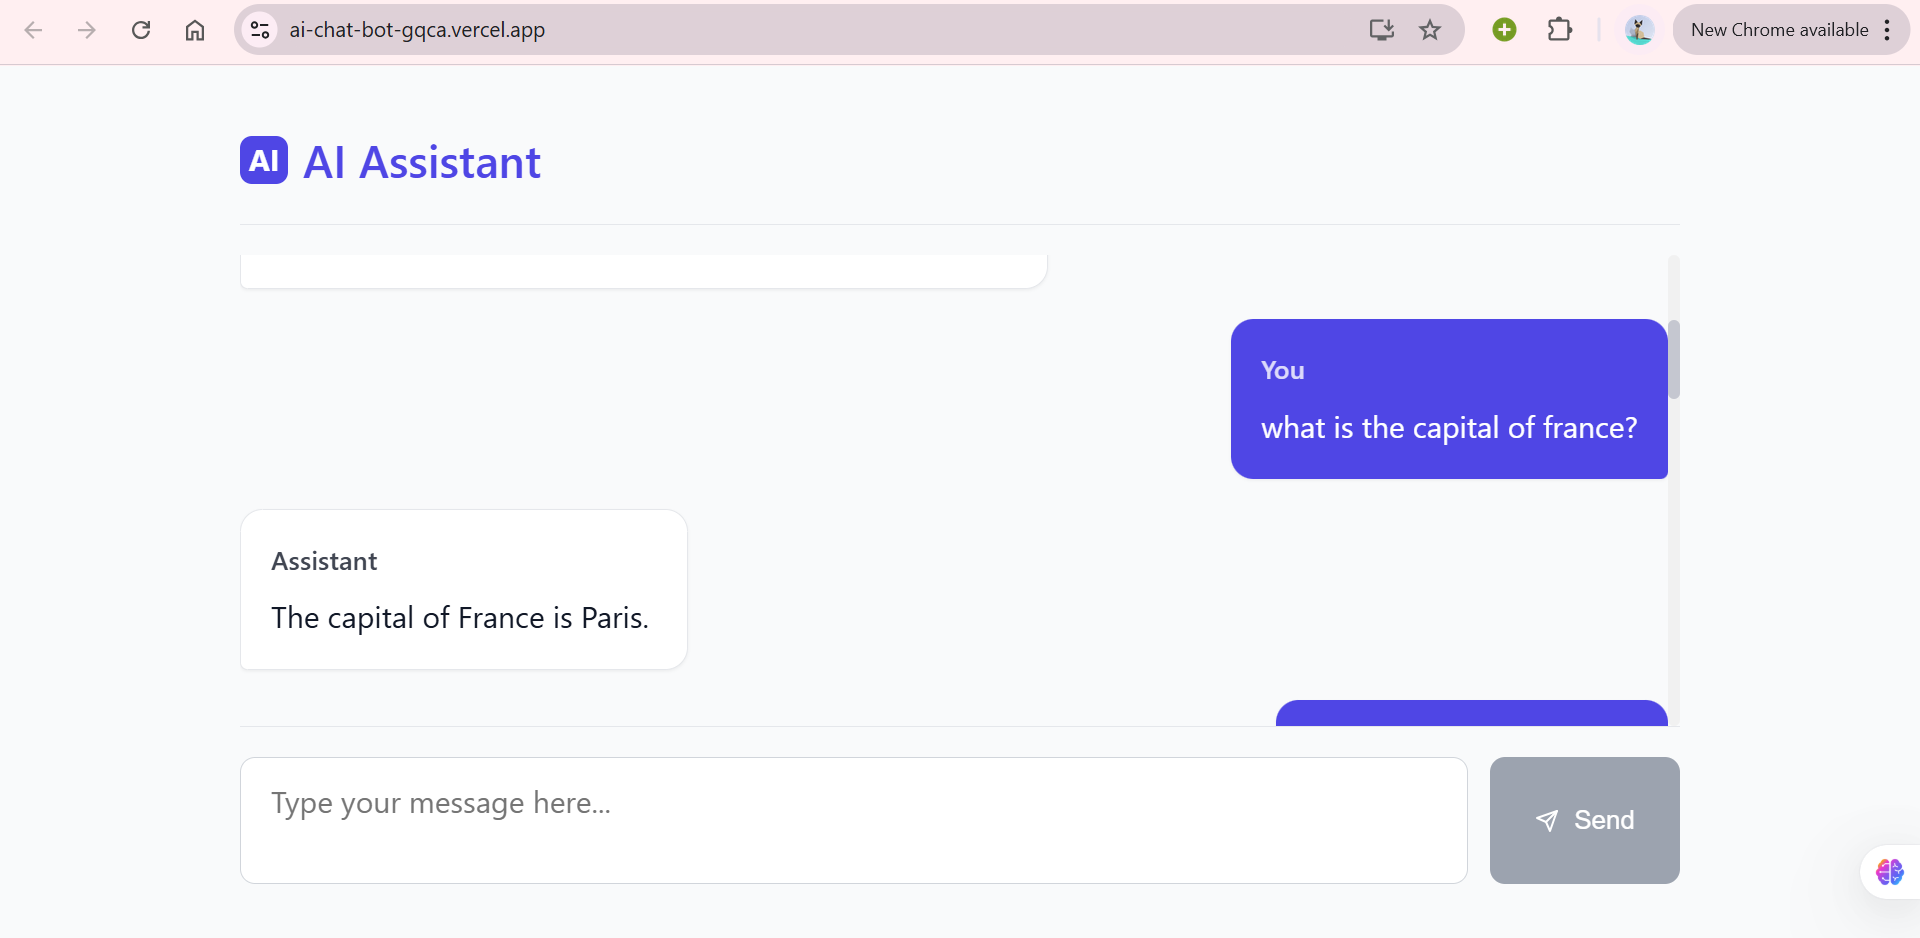 ai-chat-bot-gqca.vercel.app
New Chrome available
AI AI Assistant
You
what is the capital of france?
Assistant
The capital of France is Paris.
Type your message here...
Send